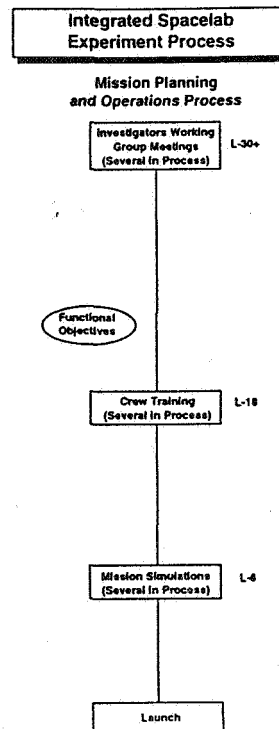 Integrated Spacelab
Experiment Process
Mission Planning
and Operations Process
Investigators Working
Group Meetings
(Several in Process)
L-30+
Functional
Objectives
Crew Training
(Several in Process)
L-18
Mission Simulations
(Several in Process)
L-6
Launch